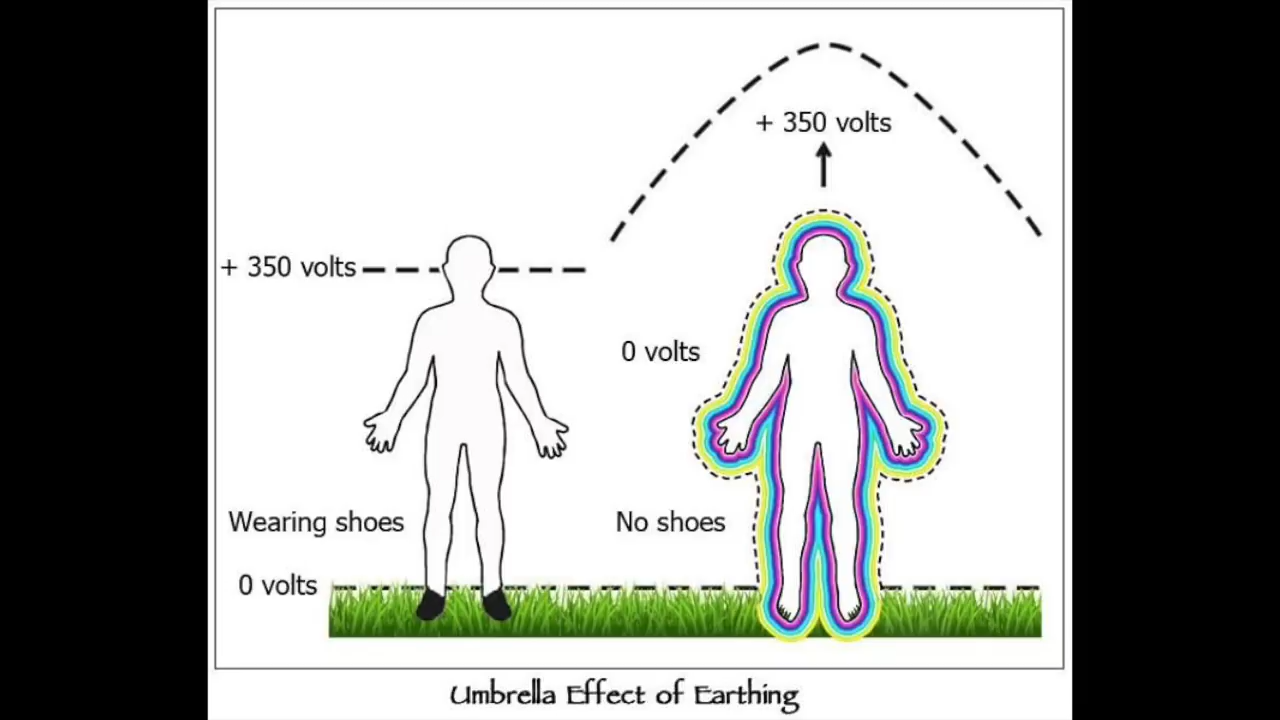 + 350 volts
+ 350 volts
0 volts
Wearing shoes
No shoes
0 volts
Umbrella Effect of Earthing